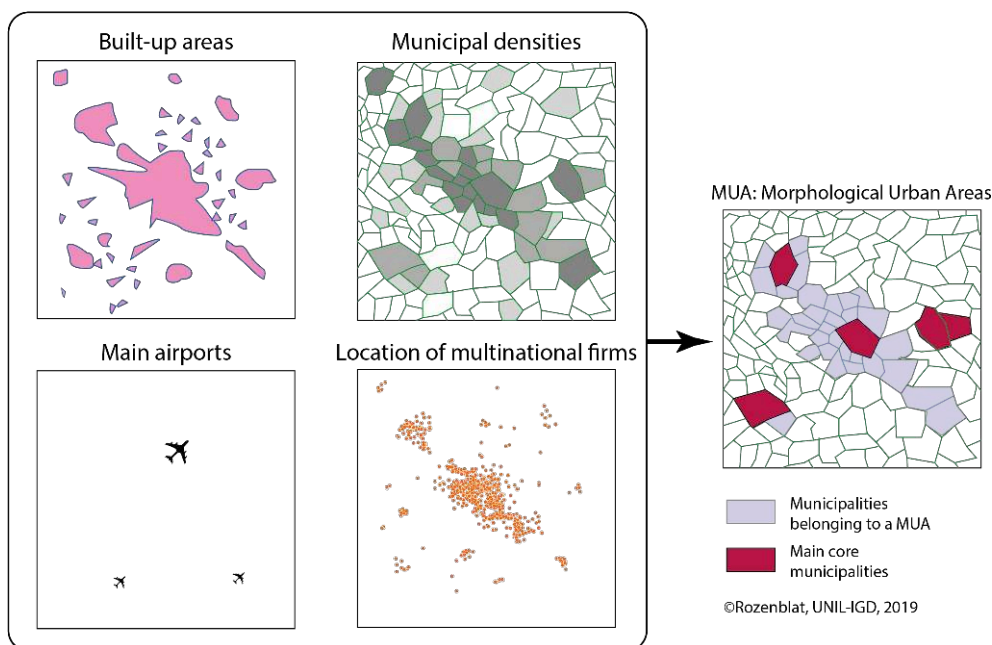 Built-up areas
Municipal densities
Main airports
Location of multinational firms
MUA: Morphological Urban Areas
Municipalities
belonging to a MUA
Main core
municipalities
©Rozenblat, UNIL-IGD, 2019